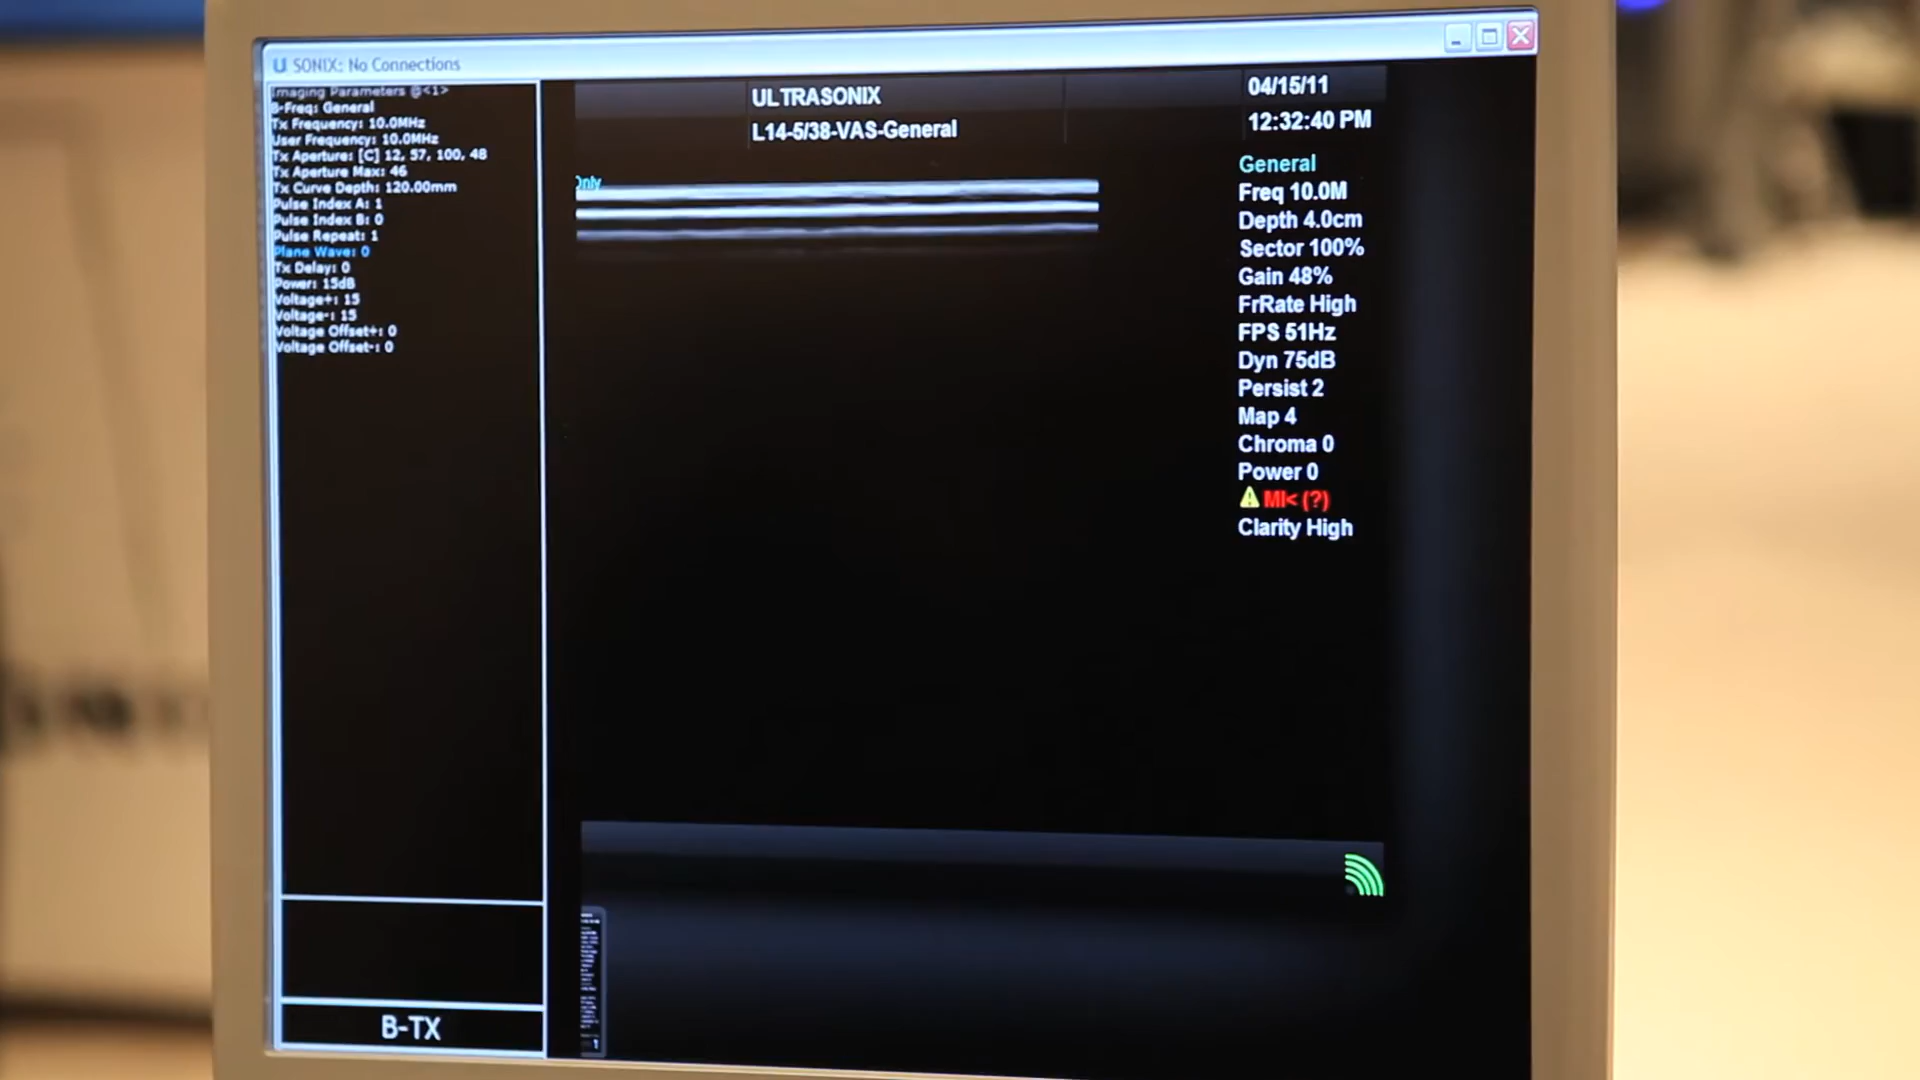 U SONIX: No Connections
Imaging Parameters @<1>
B-Freq: General
Tx Frequency: 10.0MHz
User Frequency: 10.0MHz
Tx Aperture: [C] 12, 57, 100, 48
Tx Aperture Max: 46
Tx Curve Depth: 120.00mm
Pulse Index A: 1
Pulse Index B: 0
Pulse Repeat: 1
Plane Wave: 0
Tx Delay: 0
Power: 15dB
Voltage+: 15
Voltage-: 15
Voltage Offset+: 0
Voltage Offset-: 0
B-TX
ULTRASONIX
L14-5/38-VAS-General
Only
04/15/11
12:32:40 PM
General
Freq 10.0M
Depth 4.0cm
Sector 100%
Gain 48%
FrRate High
FPS 51Hz
Dyn 75dB
Persist 2
Map 4
Chroma 0
Power 0
MI< (?)
Clarity High
1